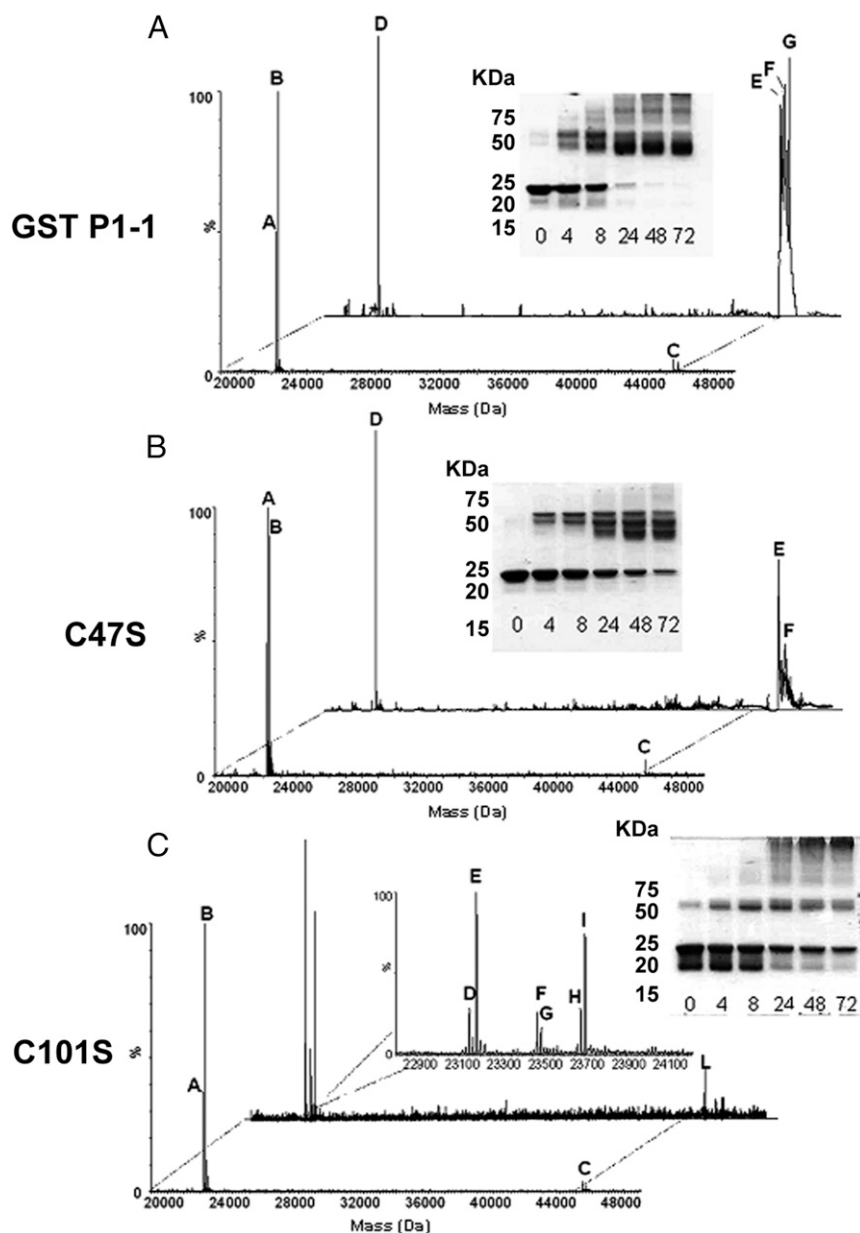 A
D
G
KDa
B
F
E
100
75
50
25
GST P1-1
A
%
20
15
0 4 8 24 48 72
C
0
20000 24000 28000 32000 36000 40000 44000 48000
Mass (Da)
B
D
KDa
A
100
B
75
50
E
25
C47S
%
20
F
15
0 4 8 24 48 72
C
0
20000 24000 28000 32000 36000 40000 44000 48000
Mass (Da)
C
KDa
E
B
100
75
I
50
%
25
D
F
H
20
G
15
0
0 4 8 24 48 72
22900 23100 23300 23500 23700 23900 24100
C101S
%
A
L
C
0
20000 24000 28000 32000 36000 40000 44000 48000
Mass (Da)